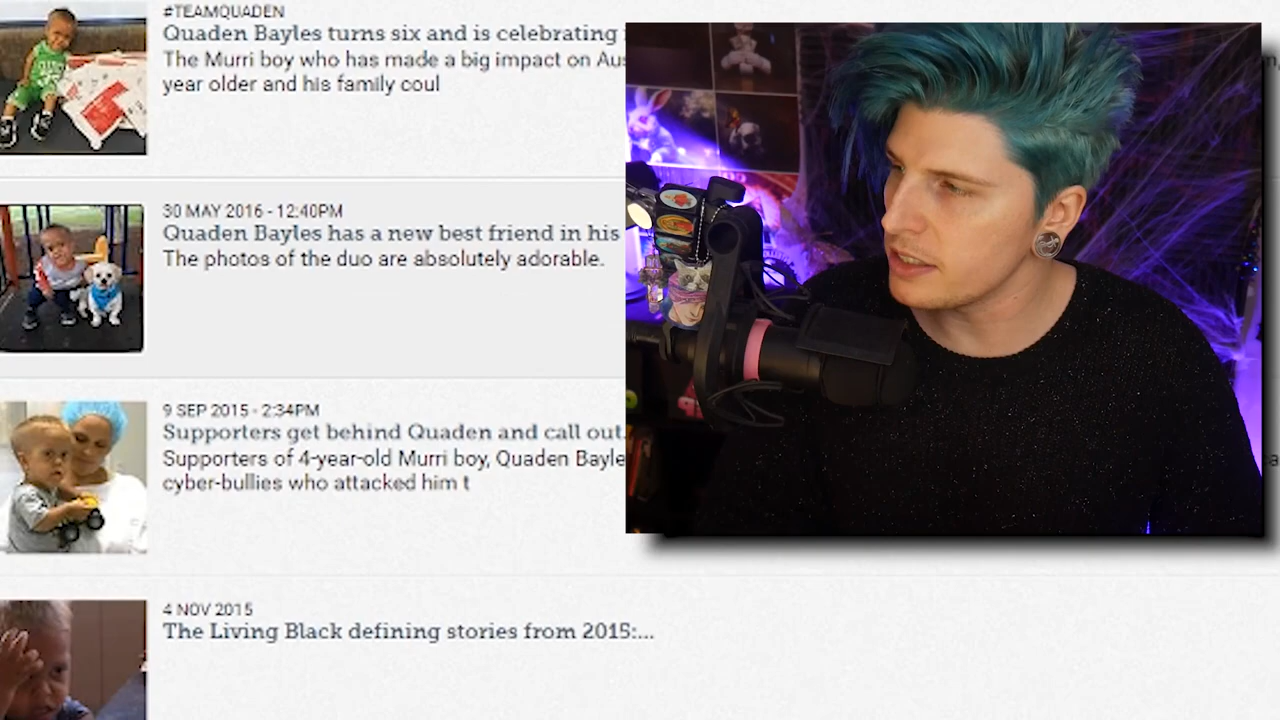 #TEAMQUADEN
Quaden Bayles turns six and is celebrating
The Murri boy who has made a big impact on Aus
year older and his family coul
30 MAY 2016 - 12:40PM
Quaden Bayles has a new best friend in his
The photos of the duo are absolutely adorable.
9 SEP 2015 - 2:34PM
Supporters get behind Quaden and call out.
Supporters of 4-year-old Murri boy, Quaden Bayle
cyber-bullies who attacked him t
4 NOV 2015
The Living Black defining stories from 2015:...